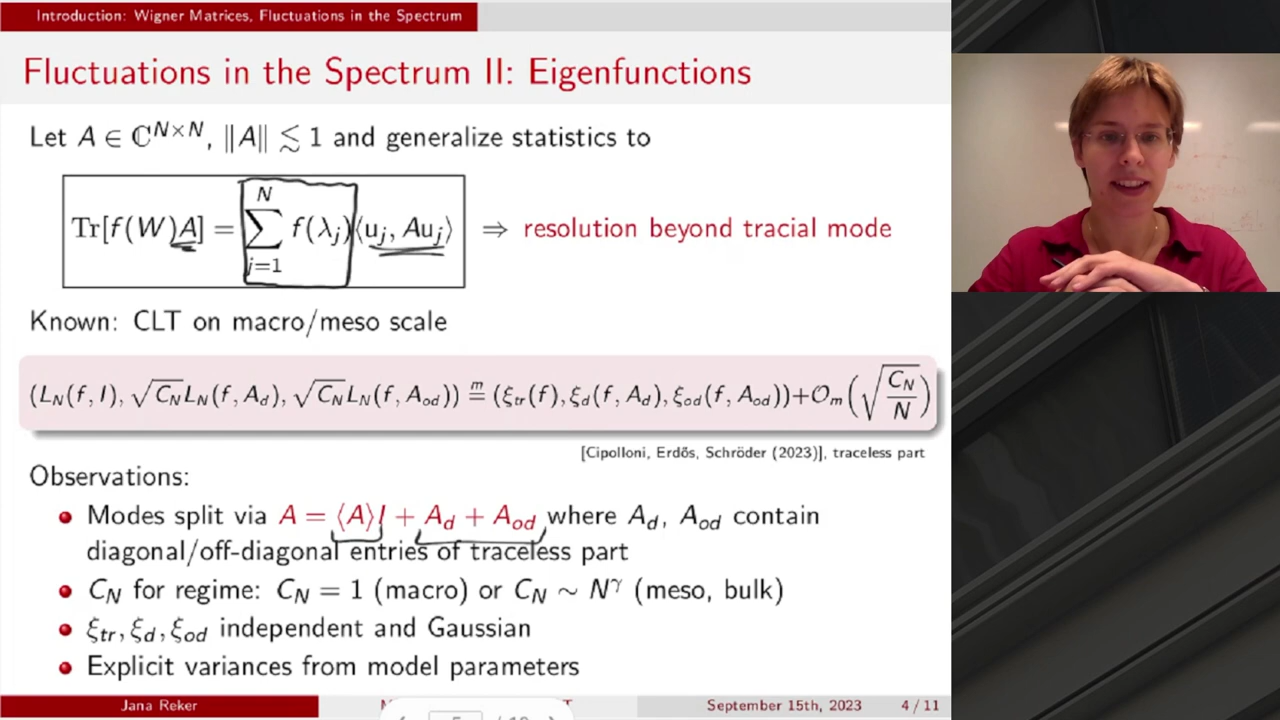 Introduction: Wigner Matrices, Fluctuations in the Spectrum
Fluctuations in the Spectrum II: Eigenfunctions
Let A ∈ ℂ^{N×N}, ‖A‖ ≲ 1 and generalize statistics to
Tr[f(W)A] = ∑_{j=1}^{N} f(λ_j)⟨u_j, Au_j⟩ ⇒ resolution beyond tracial mode
Known: CLT on macro/meso scale
(L_N(f, I), √C_N L_N(f, A_d), √C_N L_N(f, A_od)) ≝^m (ξ_tr(f), ξ_d(f, A_d), ξ_od(f, A_od)) + O_m(√(C_N/N))
[Cipolloni, Erdős, Schröder (2023)], traceless part
Observations:
Modes split via A = ⟨A⟩I + A_d + A_od where A_d, A_od contain
diagonal/off-diagonal entries of traceless part
C_N for regime: C_N = 1 (macro) or C_N ∼ N^γ (meso, bulk)
ξ_tr, ξ_d, ξ_od independent and Gaussian
Explicit variances from model parameters
Jana Reker
September 15th, 2023
4 / 11